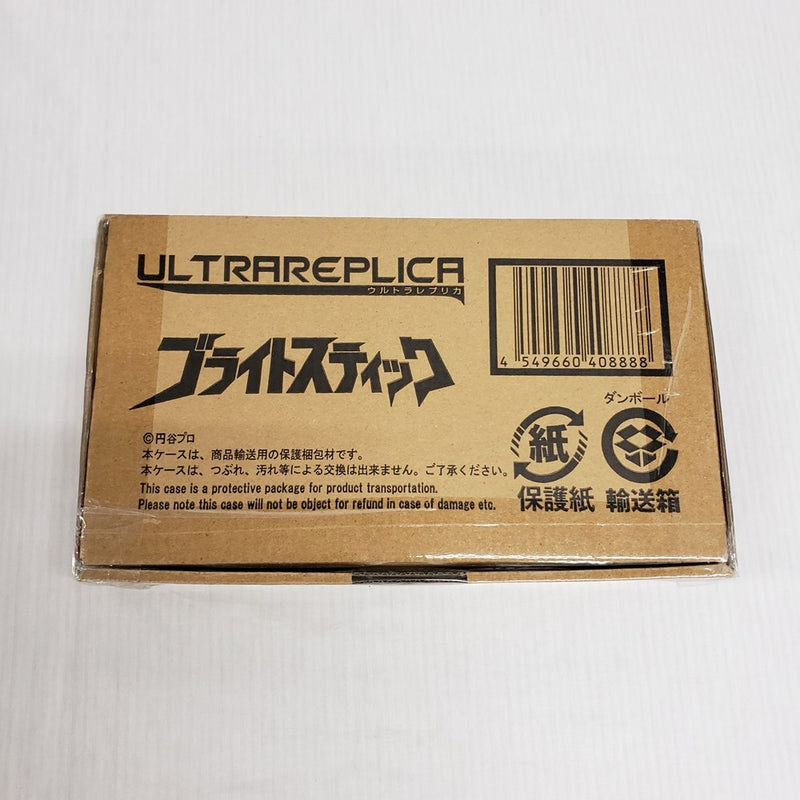 ULTRAREPLICA
ウルトラレプリカ
ブライトスティック
4 549660 408888
ダンボール
紙
保護紙 輸送箱
©円谷プロ
本ケースは、商品輸送用の保護梱包材です。
本ケースは、つぶれ、汚れ等による交換は出来ません。ご了承ください。
This case is a protective package for product transportation.
Please note this case will not be object for refund in case of damage etc.